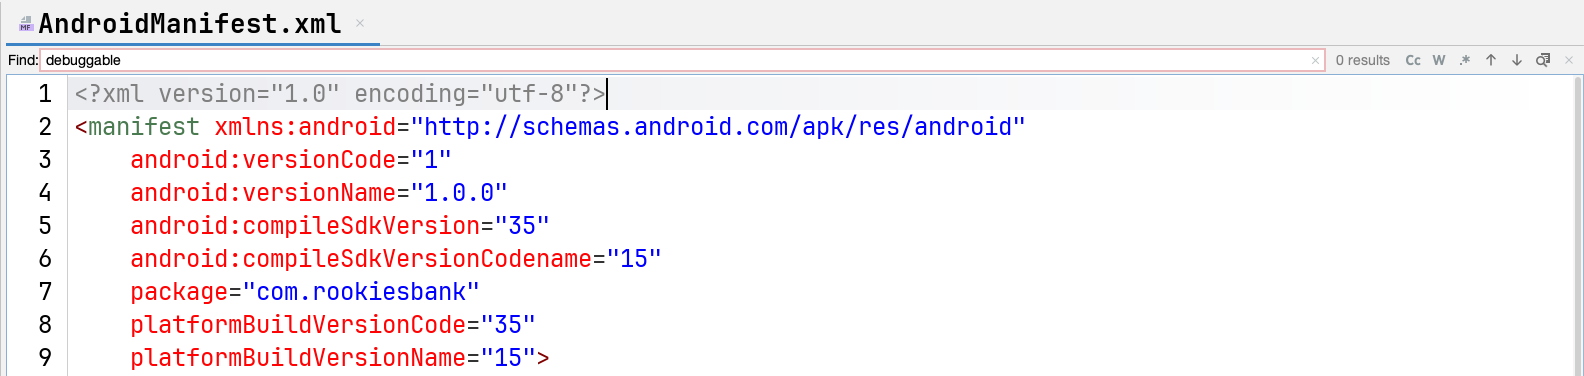 MF AndroidManifest.xml ×
Find: debuggable × 0 results Cc W .* ↑ ↓ ×
1 <?xml version="1.0" encoding="utf-8"?>
2 <manifest xmlns:android="http://schemas.android.com/apk/res/android"
3     android:versionCode="1"
4     android:versionName="1.0.0"
5     android:compileSdkVersion="35"
6     android:compileSdkVersionCodename="15"
7     package="com.rookiesbank"
8     platformBuildVersionCode="35"
9     platformBuildVersionName="15">